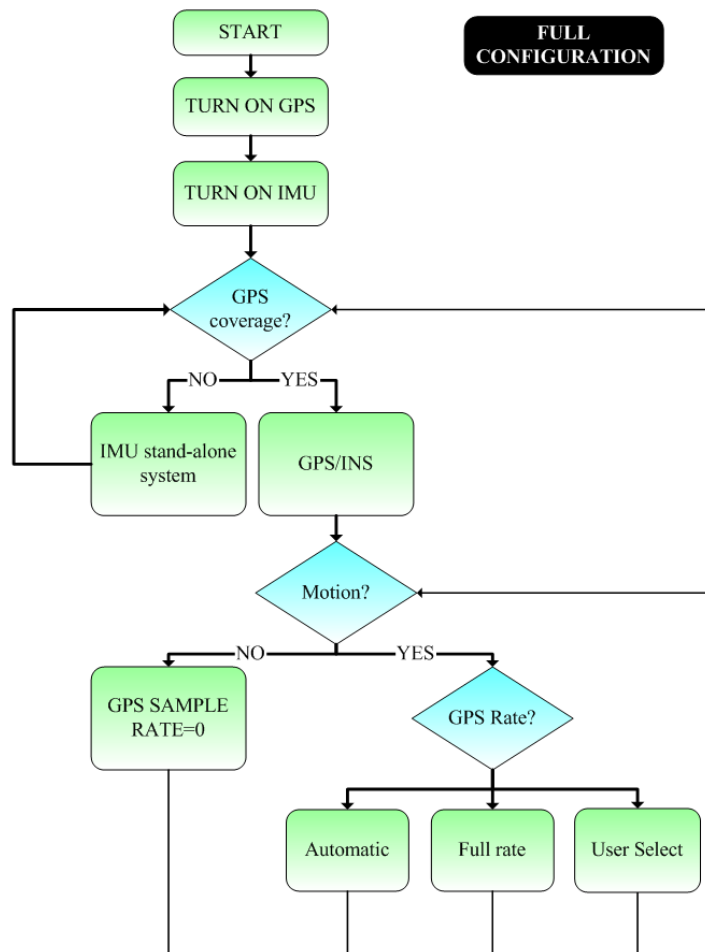 START
FULL
CONFIGURATION
TURN ON GPS
TURN ON IMU
GPS
coverage?
NO
YES
IMU stand-alone
system
GPS/INS
Motion?
NO
YES
GPS SAMPLE
RATE=0
GPS Rate?
Automatic
Full rate
User Select